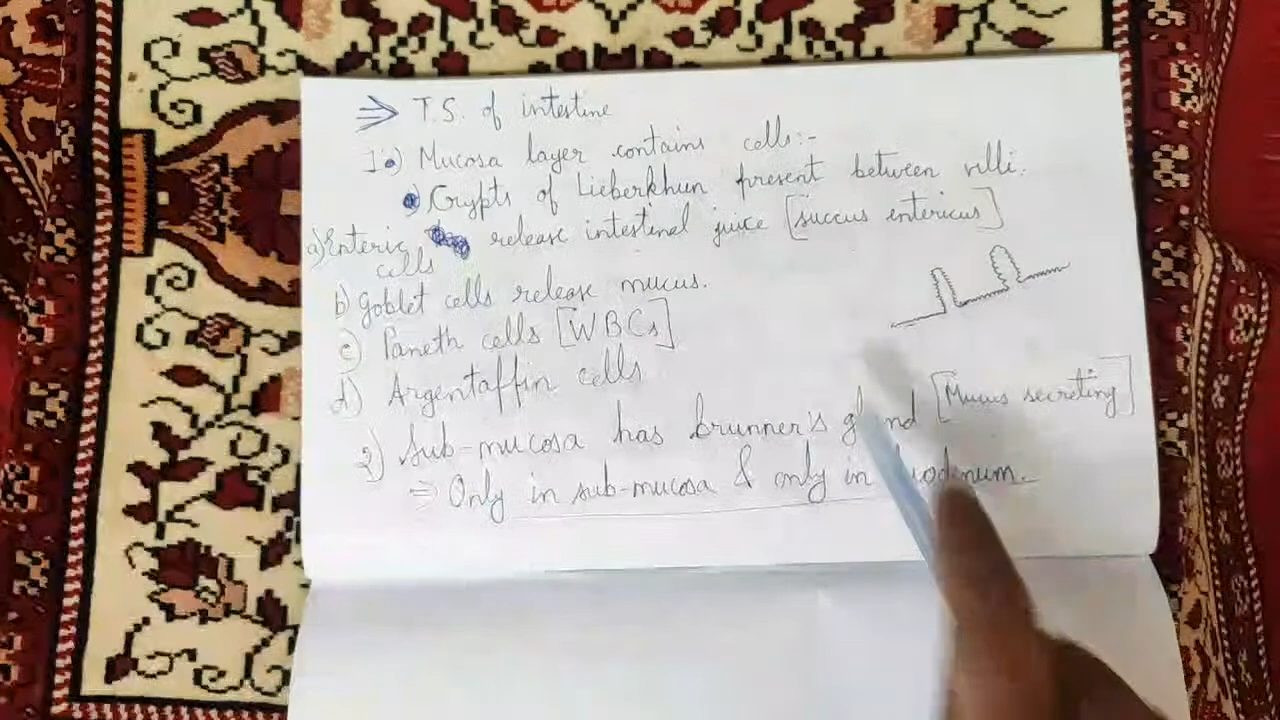 ⇒ T.S. of intestine
1•) Mucosa layer contains cells:-
•) Crypts of Lieberkhun present between villi.
a) Enteric cells release intestinal juice [succus entericus]
b) Goblet cells release mucus.
c) Paneth cells [WBCs]
d) Argentaffin cells
2) Sub-mucosa has brunner's gland [Mucus secreting]
⇒ Only in sub-mucosa & only in